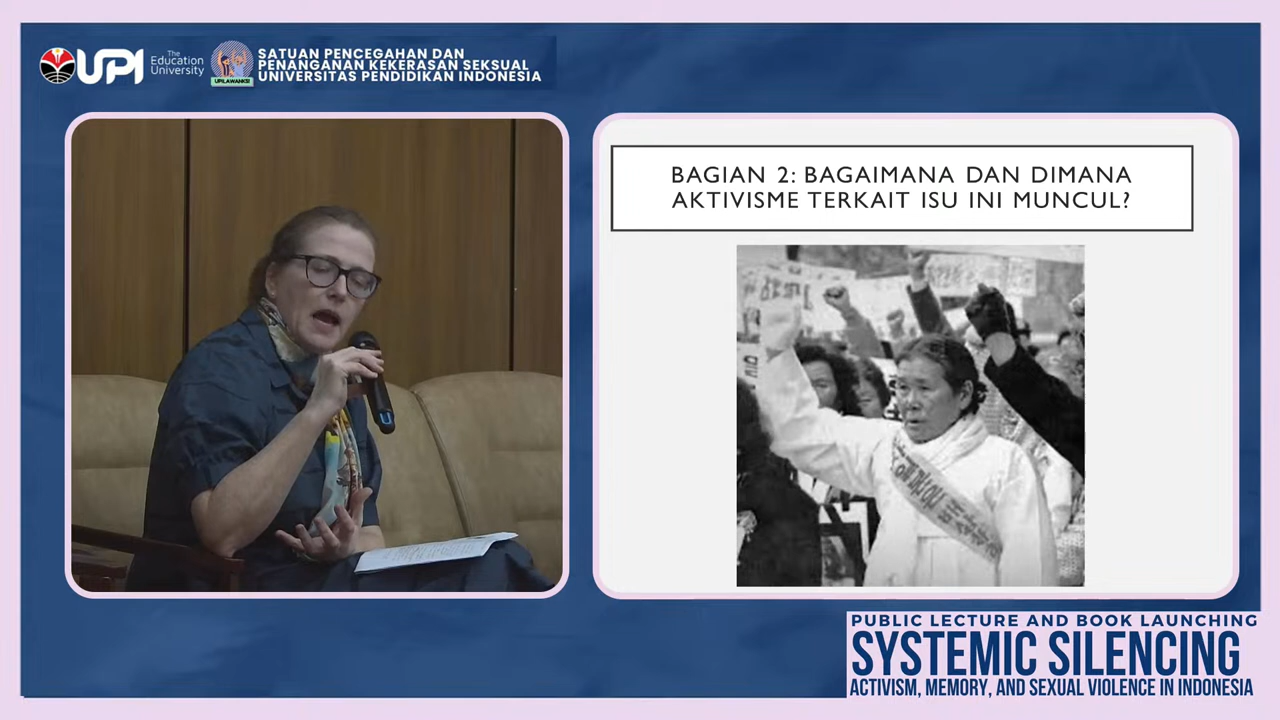 UPI
The
Education
University
UPILAWANKS!
SATUAN PENCEGAHAN DAN
PENANGANAN KEKERASAN SEKSUAL
UNIVERSITAS PENDIDIKAN INDONESIA
BAGIAN 2: BAGAIMANA DAN DIMANA
AKTIVISME TERKAIT ISU INI MUNCUL?
PUBLIC LECTURE AND BOOK LAUNCHING
SYSTEMIC SILENCING
ACTIVISM, MEMORY, AND SEXUAL VIOLENCE IN INDONESIA